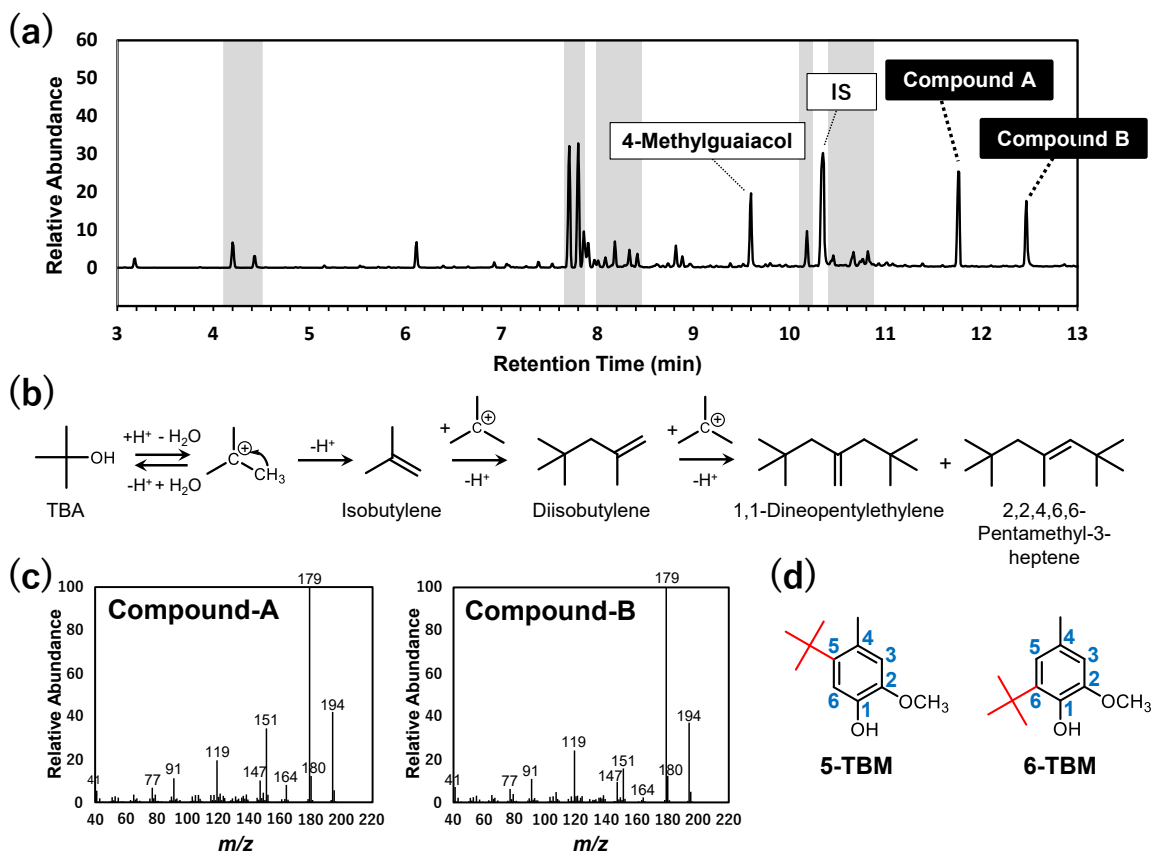 (a)
60
50
40
30
20
10
0
Relative Abundance
4-Methylguaiacol
IS
Compound A
Compound B
3 4 5 6 7 8 9 10 11 12 13
Retention Time (min)
(b)
OH
TBA
+H⁺ - H₂O
-H⁺ + H₂O
C
⊕
CH₃
-H⁺
Isobutylene
+
C
⊕
-H⁺
Diisobutylene
+
C
⊕
-H⁺
1,1-Dineopentylethylene
+
2,2,4,6,6-
Pentamethyl-3-
heptene
(c)
Compound-A
100
80
60
40
20
0
Relative Abundance
41
77
91
119
147
151
164
179
180
194
40 60 80 100 120 140 160 180 200 220
m/z
Compound-B
100
80
60
40
20
0
Relative Abundance
41
77
91
119
147
151
164
179
180
194
40 60 80 100 120 140 160 180 200 220
m/z
(d)
4
5
3
6
2
1
OCH₃
OH
5-TBM
4
5
3
6
2
1
OCH₃
OH
6-TBM